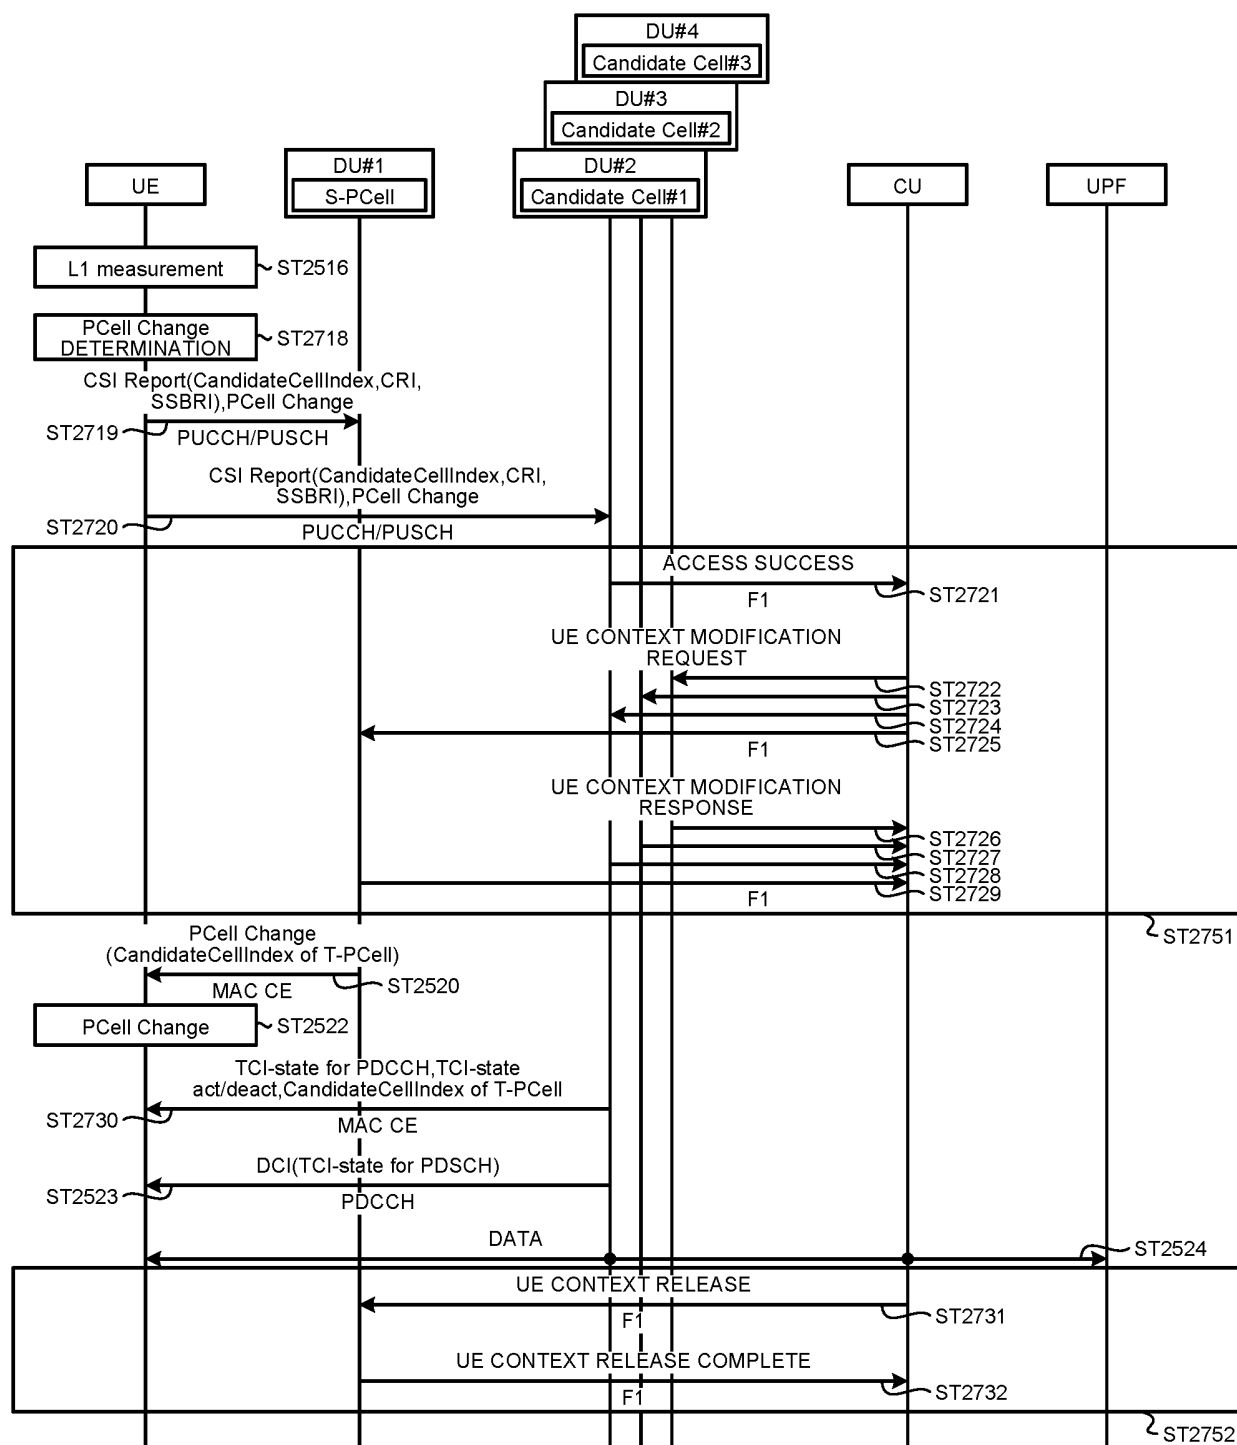 DU#4
Candidate Cell#3
DU#3
Candidate Cell#2
DU#2
Candidate Cell#1
UE
DU#1
S-PCell
CU
UPF
L1 measurement
ST2516
PCell Change
DETERMINATION
ST2718
CSI Report(CandidateCellIndex,CRI,
SSBRI),PCell Change
ST2719
PUCCH/PUSCH
CSI Report(CandidateCellIndex,CRI,
SSBRI),PCell Change
ST2720
PUCCH/PUSCH
ACCESS SUCCESS
F1
ST2721
UE CONTEXT MODIFICATION
REQUEST
ST2722
ST2723
ST2724
F1
ST2725
UE CONTEXT MODIFICATION
RESPONSE
ST2726
ST2727
ST2728
F1
ST2729
ST2751
PCell Change
(CandidateCellIndex of T-PCell)
MAC CE
ST2520
PCell Change
ST2522
TCI-state for PDCCH,TCI-state
act/deact,CandidateCellIndex of T-PCell
ST2730
MAC CE
DCI(TCI-state for PDSCH)
ST2523
PDCCH
DATA
ST2524
UE CONTEXT RELEASE
F1
ST2731
UE CONTEXT RELEASE COMPLETE
F1
ST2732
ST2752